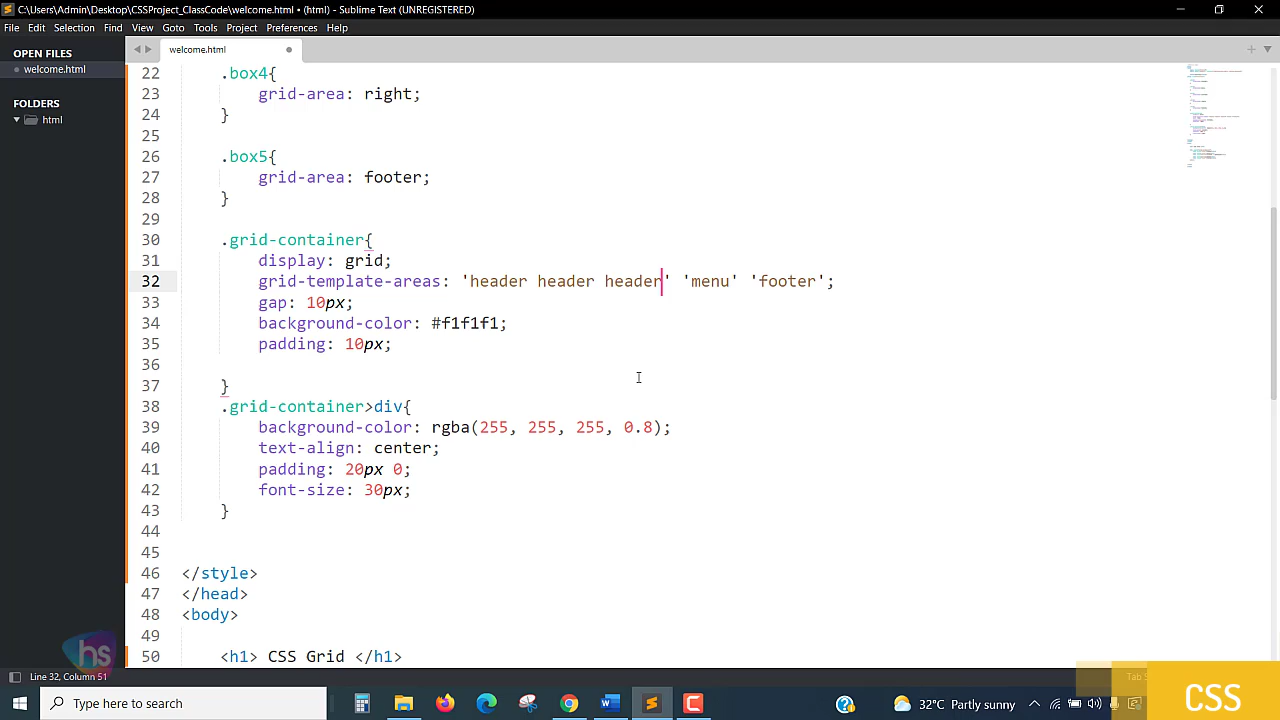 C:\Users\Admin\Desktop\CSSProject_ClassCode\welcome.html • (html) - Sublime Text (UNREGISTERED)
File Edit Selection Find View Goto Tools Project Preferences Help
OPEN FILES
welcome.html
FOLDERS
html
welcome.html
22 .box4{
23 grid-area: right;
24 }
25
26 .box5{
27 grid-area: footer;
28 }
29
30 .grid-container{
31 display: grid;
32 grid-template-areas: 'header header header' 'menu' 'footer';
33 gap: 10px;
34 background-color: #f1f1f1;
35 padding: 10px;
36
37 }
38 .grid-container>div{
39 background-color: rgba(255, 255, 255, 0.8);
40 text-align: center;
41 padding: 20px 0;
42 font-size: 30px;
43 }
44
45
46 </style>
47 </head>
48 <body>
49
50 <h1> CSS Grid </h1>
hs
Line 32, Column 51
Tab S
CSS
Type here to search
32°C Partly sunny